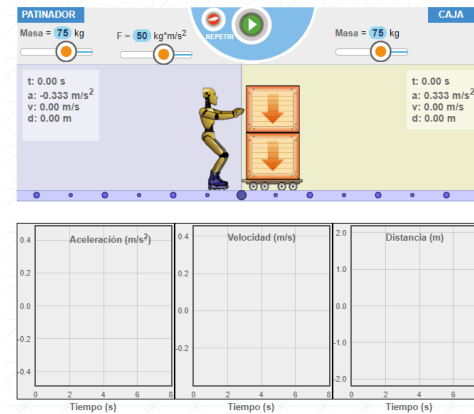 PATINADOR
CAJA
Masa = 75 kg
F = 50 kg*m/s²
REPETIR
Masa = 75 kg
t: 0.00 s
a: -0.333 m/s²
v: 0.00 m/s
d: 0.00 m
t: 0.00 s
a: 0.333 m/s²
v: 0.00 m/s
d: 0.00 m
Aceleración (m/s²)
0.4
0.2
0.0
-0.2
-0.4
0 2 4 6 8
Tiempo (s)
Velocidad (m/s)
0.4
0.2
0.0
-0.2
0 2 4 6 8
Tiempo (s)
Distancia (m)
2.0
1.0
0.0
-1.0
-2.0
0 2 4 6
Tiempo (s)